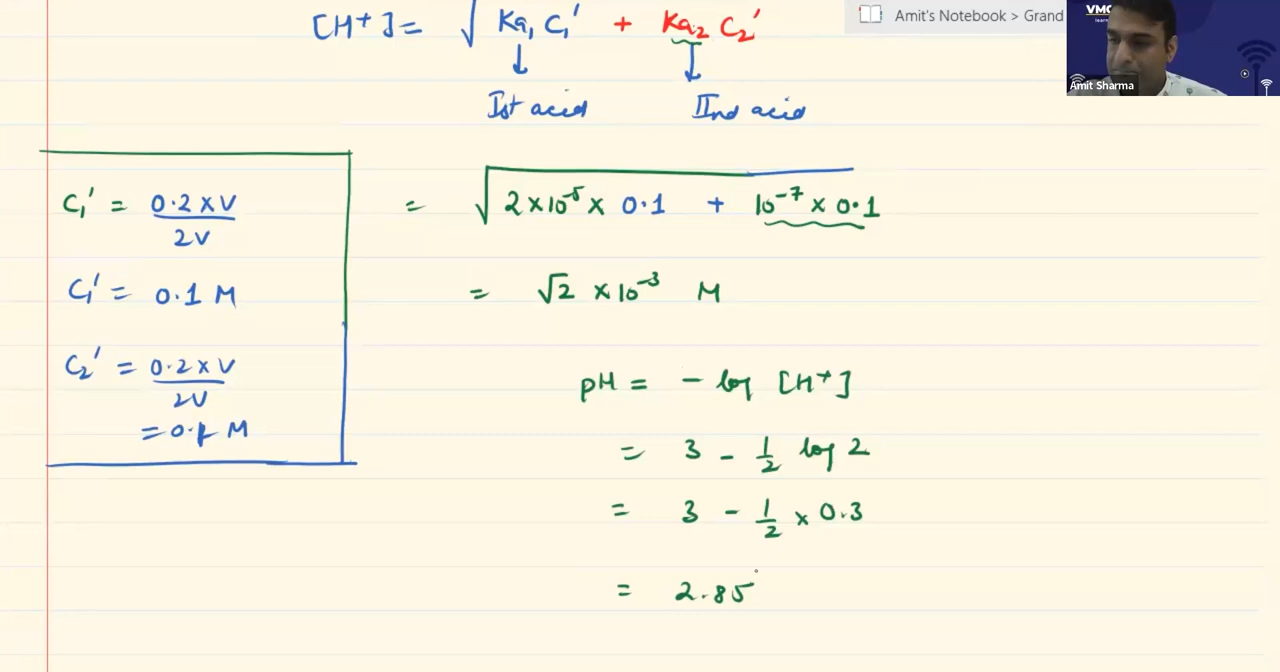 [H⁺] = √ Ka₁ C₁′ + Ka₂ C₂′
↓ ↓
Ist acid IInd acid
Amit's Notebook > Grand
VMC
learn
Amit Sharma
C₁′ = 0.2 × V / 2V
C₁′ = 0.1 M
C₂′ = 0.2 × V / 2V
= 0.1 M
= √ 2 × 10⁻⁵ × 0.1 + 10⁻⁷ × 0.1
= √2 × 10⁻³ M
pH = - log [H⁺]
= 3 - 1/2 log 2
= 3 - 1/2 × 0.3
= 2.85